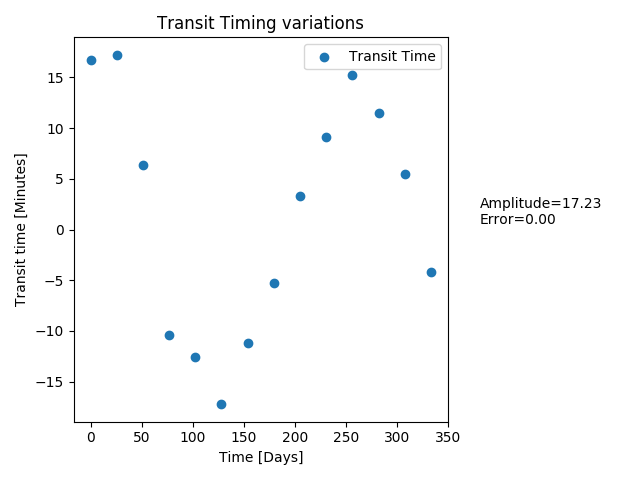 Transit Timing variations
Transit Time
Transit time [Minutes]
15
10
5
0
−5
−10
−15
Amplitude=17.23
Error=0.00
0 50 100 150 200 250 300 350
Time [Days]